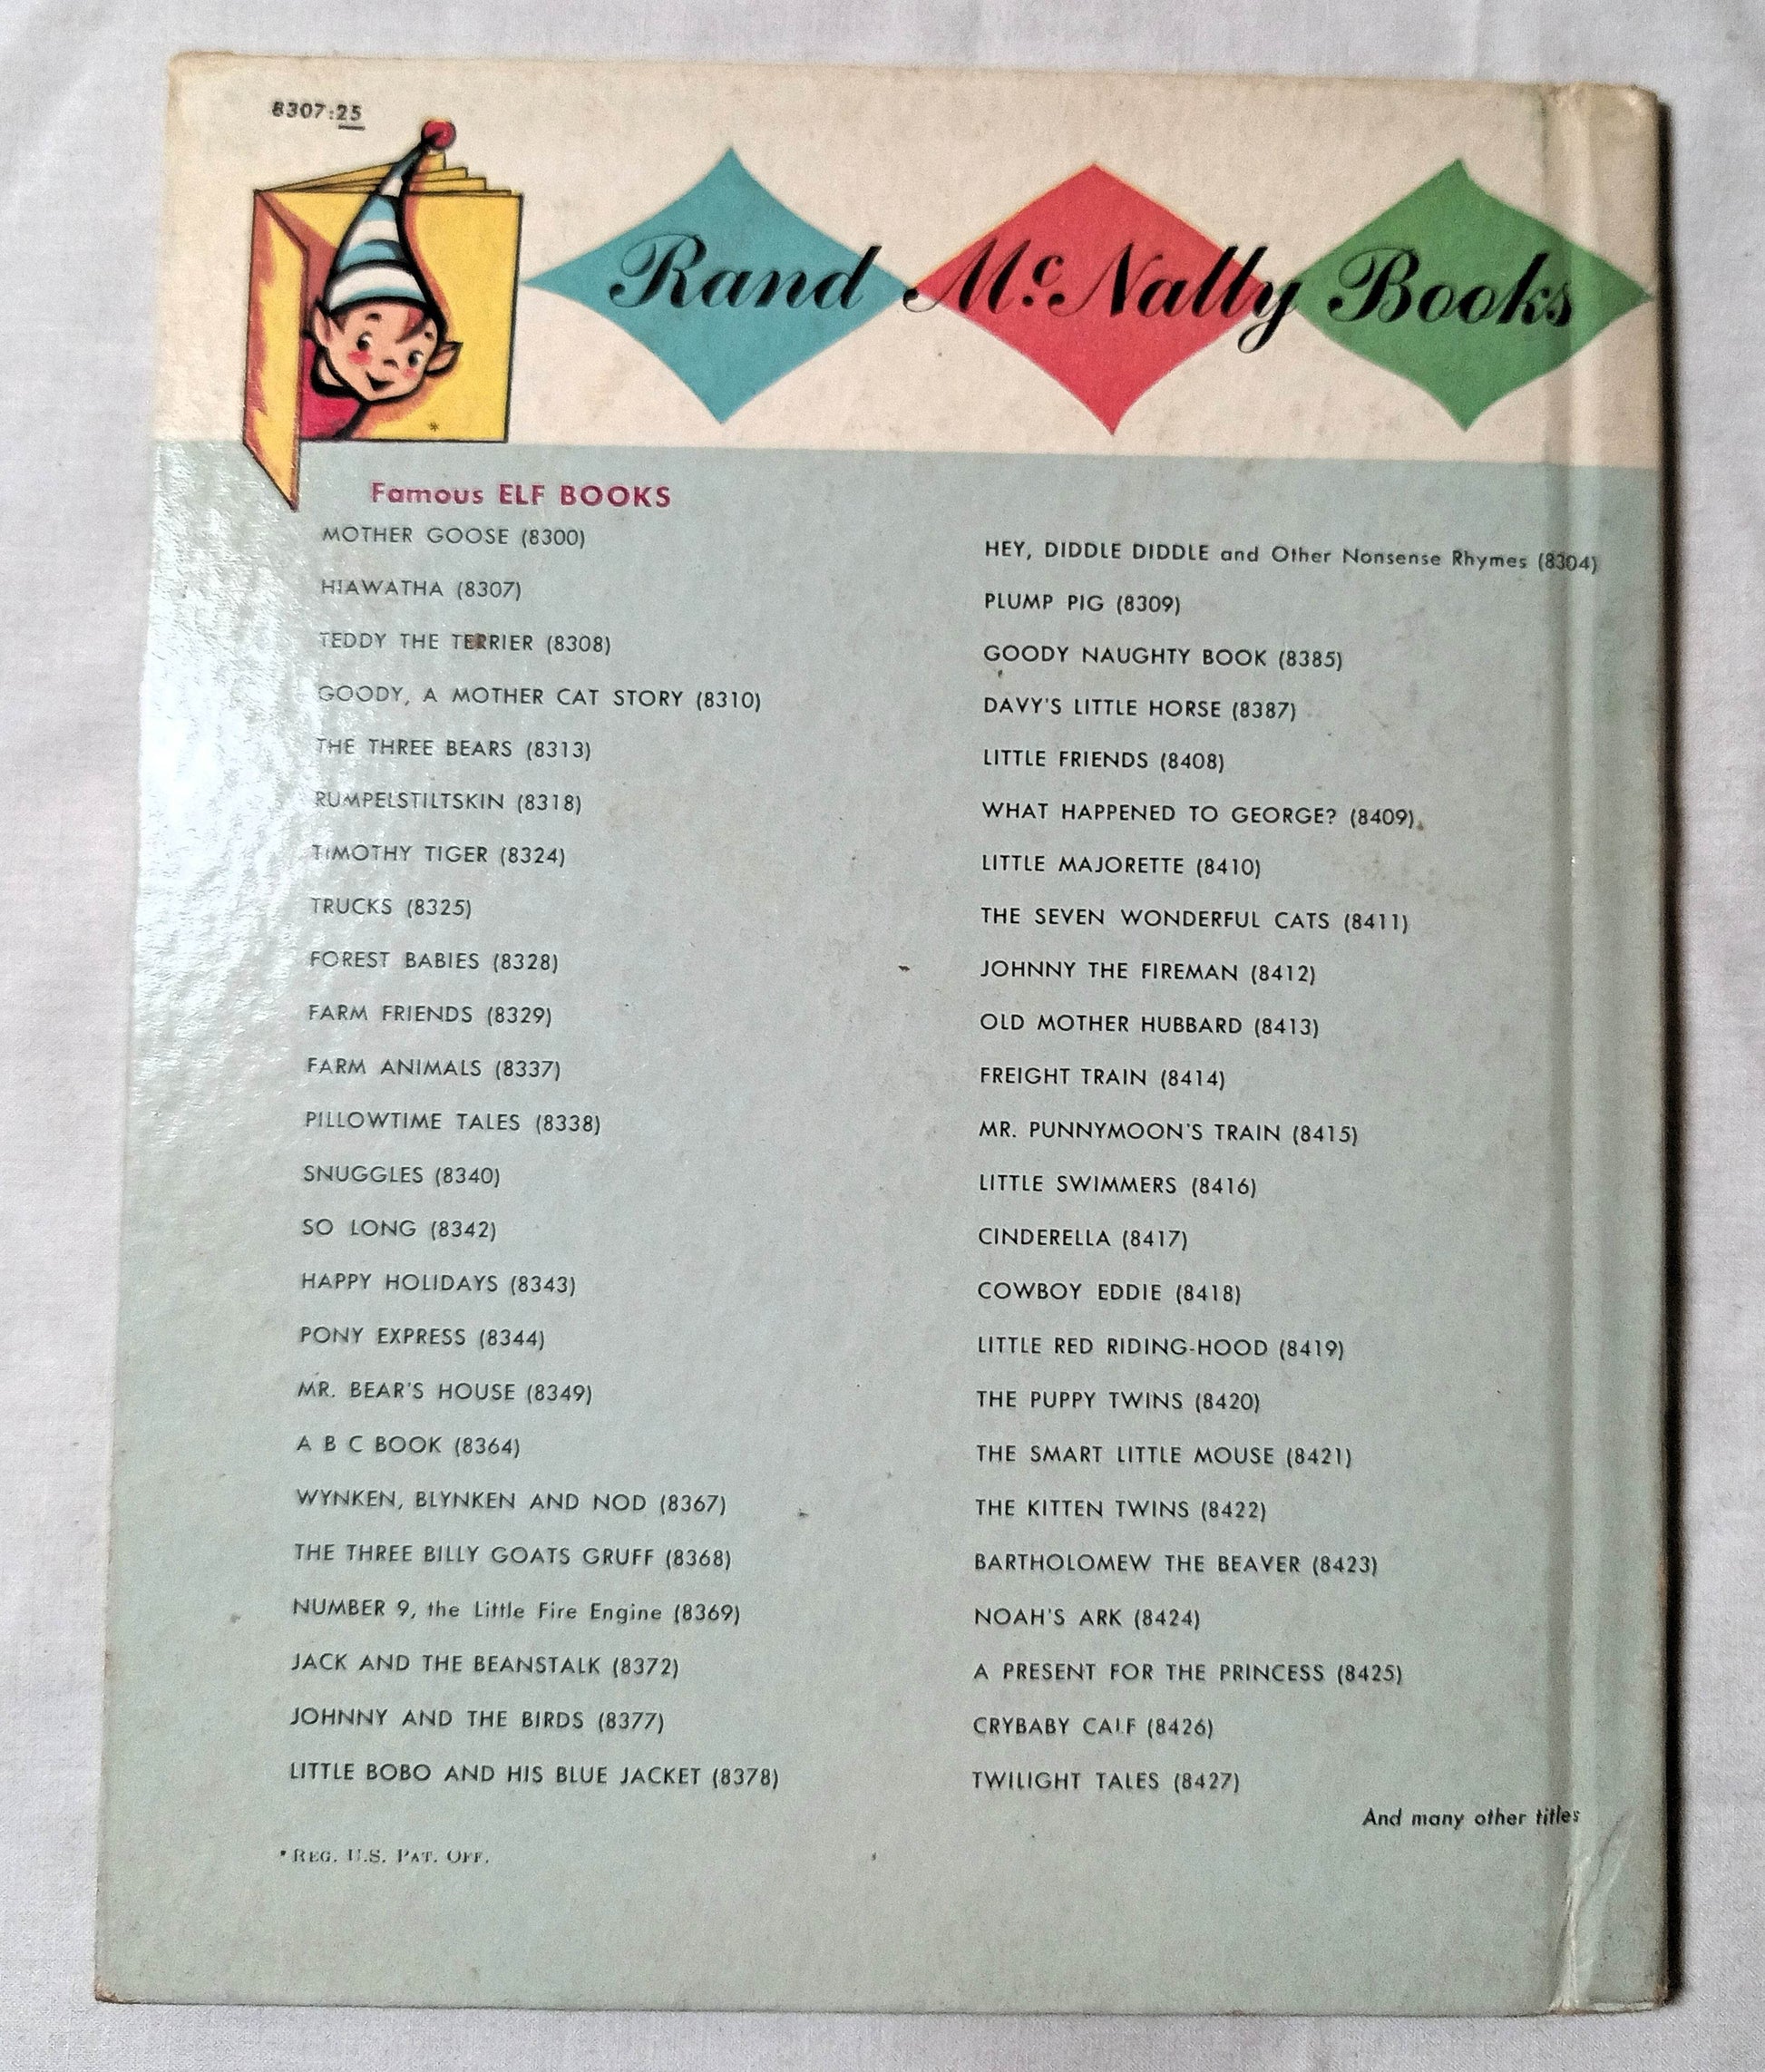 8307:25
Rand McNally Books
Famous ELF BOOKS
MOTHER GOOSE (8300)
HIAWATHA (8307)
TEDDY THE TERRIER (8308)
GOODY, A MOTHER CAT STORY (8310)
THE THREE BEARS (8313)
RUMPELSTILTSKIN (8318)
TIMOTHY TIGER (8324)
TRUCKS (8325)
FOREST BABIES (8328)
FARM FRIENDS (8329)
FARM ANIMALS (8337)
PILLOWTIME TALES (8338)
SNUGGLES (8340)
SO LONG (8342)
HAPPY HOLIDAYS (8343)
PONY EXPRESS (8344)
MR. BEAR'S HOUSE (8349)
A B C BOOK (8364)
WYNKEN, BLYNKEN AND NOD (8367)
THE THREE BILLY GOATS GRUFF (8368)
NUMBER 9, the Little Fire Engine (8369)
JACK AND THE BEANSTALK (8372)
JOHNNY AND THE BIRDS (8377)
LITTLE BOBO AND HIS BLUE JACKET (8378)
HEY, DIDDLE DIDDLE and Other Nonsense Rhymes (8304)
PLUMP PIG (8309)
GOODY NAUGHTY BOOK (8385)
DAVY'S LITTLE HORSE (8387)
LITTLE FRIENDS (8408)
WHAT HAPPENED TO GEORGE? (8409)
LITTLE MAJORETTE (8410)
THE SEVEN WONDERFUL CATS (8411)
JOHNNY THE FIREMAN (8412)
OLD MOTHER HUBBARD (8413)
FREIGHT TRAIN (8414)
MR. PUNNYMOON'S TRAIN (8415)
LITTLE SWIMMERS (8416)
CINDERELLA (8417)
COWBOY EDDIE (8418)
LITTLE RED RIDING-HOOD (8419)
THE PUPPY TWINS (8420)
THE SMART LITTLE MOUSE (8421)
THE KITTEN TWINS (8422)
BARTHOLOMEW THE BEAVER (8423)
NOAH'S ARK (8424)
A PRESENT FOR THE PRINCESS (8425)
CRYBABY CALF (8426)
TWILIGHT TALES (8427)
And many other titles
*REG. U.S. PAT. OFF.